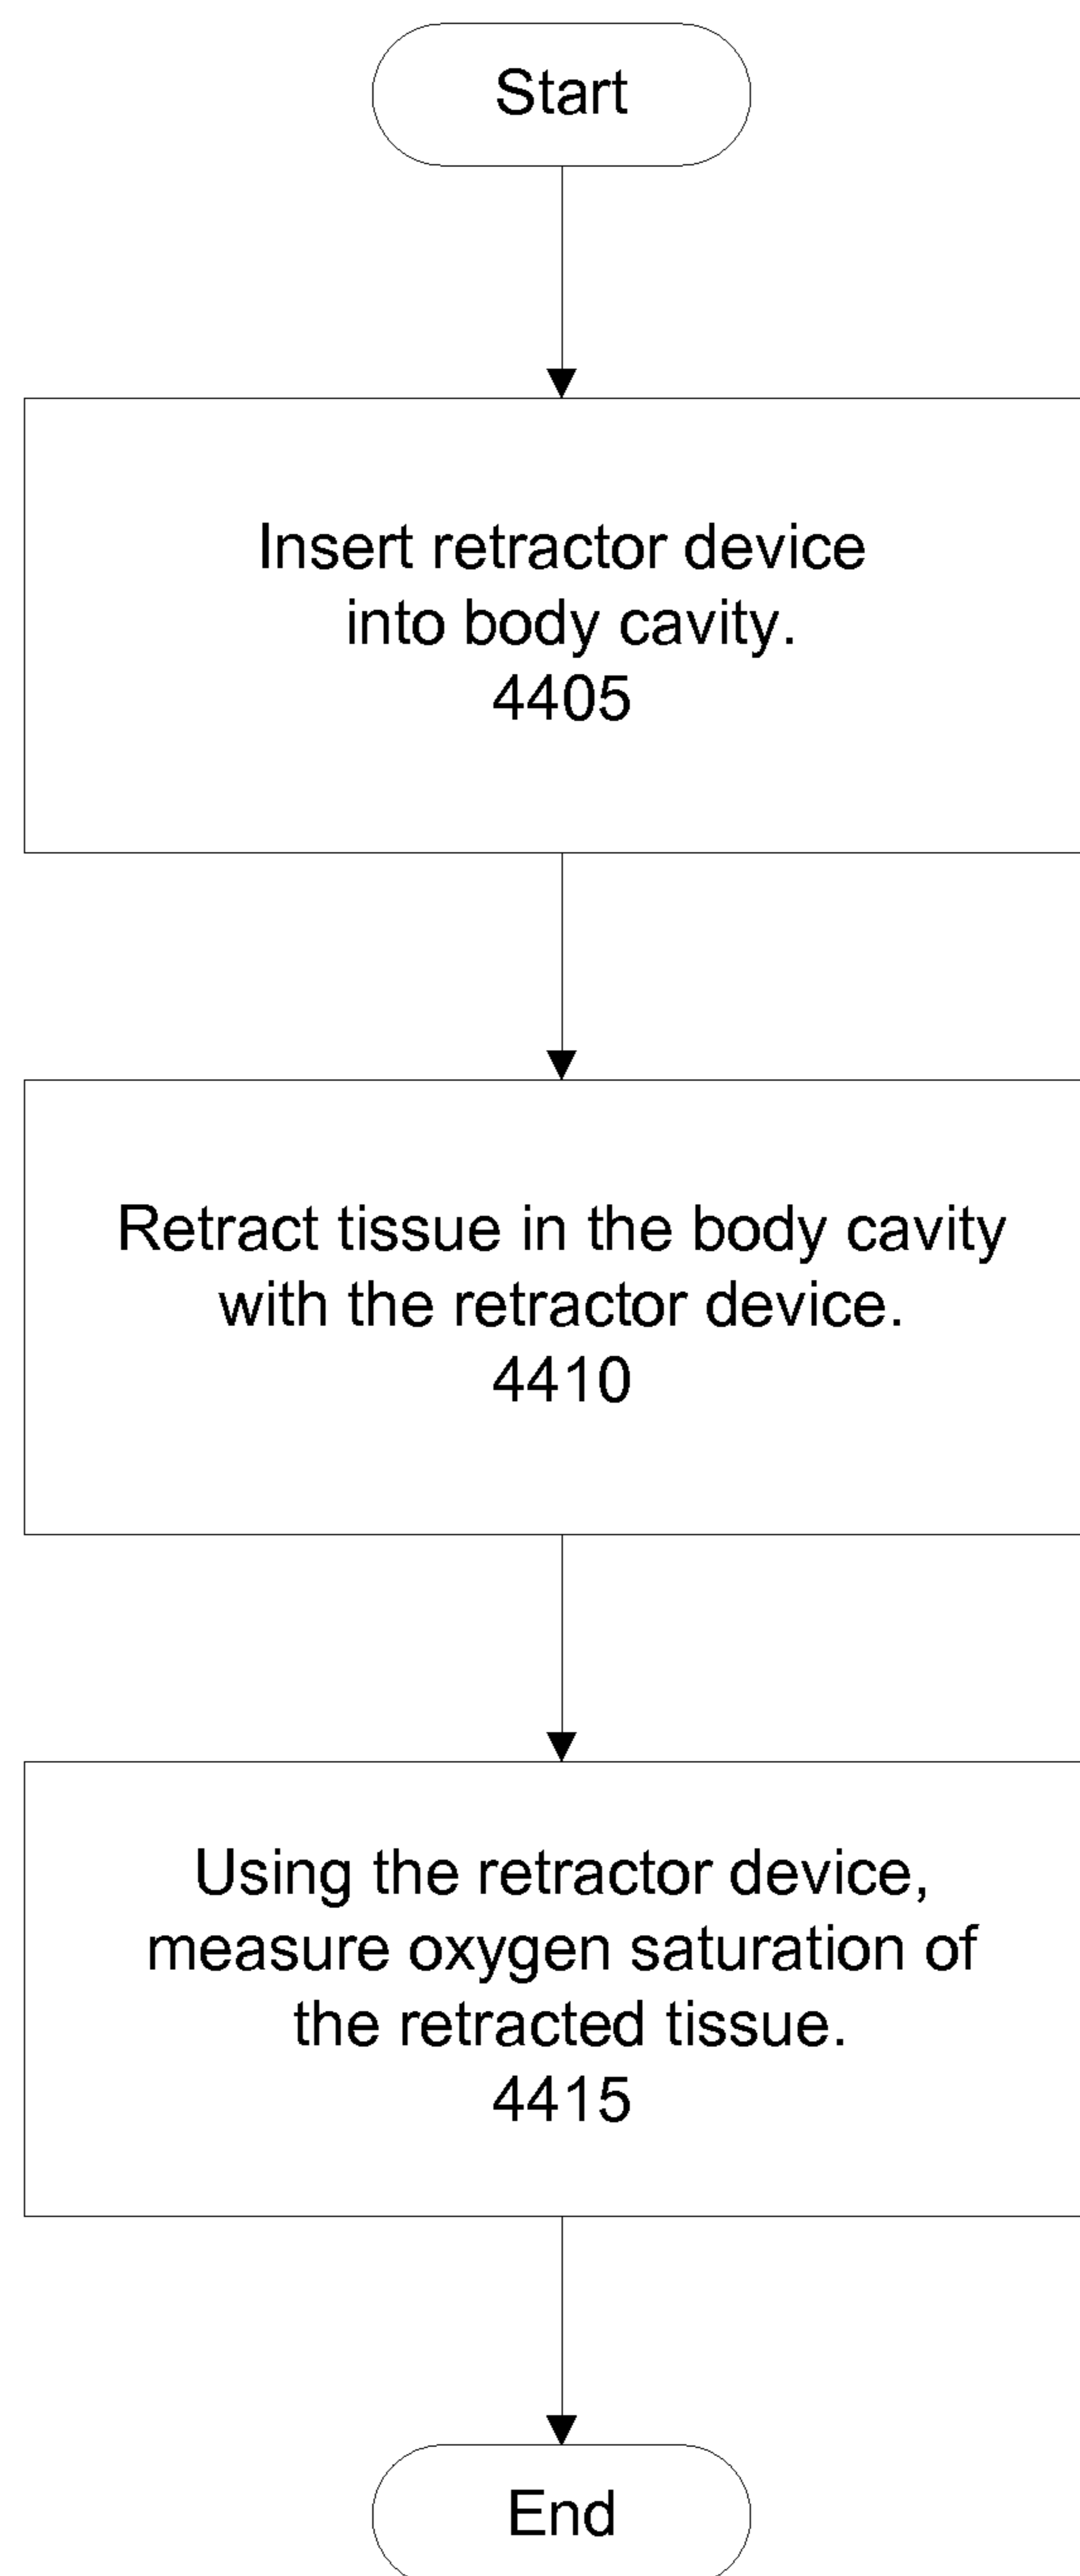 Start
Insert retractor device
into body cavity.
4405
Retract tissue in the body cavity
with the retractor device.
4410
Using the retractor device,
measure oxygen saturation of
the retracted tissue.
4415
End